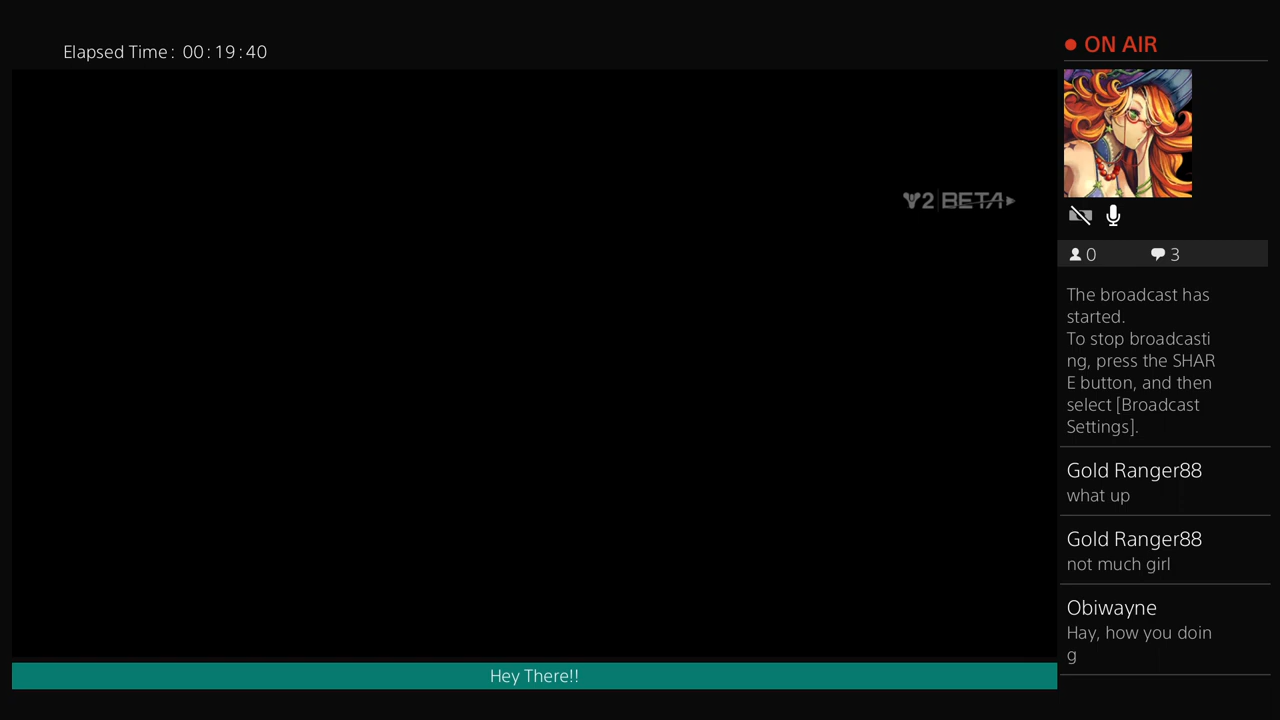 Elapsed Time: 00:19:40
ON AIR
2 BETA
0 3
The broadcast has
started.
To stop broadcasti
ng, press the SHAR
E button, and then
select [Broadcast
Settings].
Gold Ranger88
what up
Gold Ranger88
not much girl
Obiwayne
Hay, how you doin
g
Hey There!!